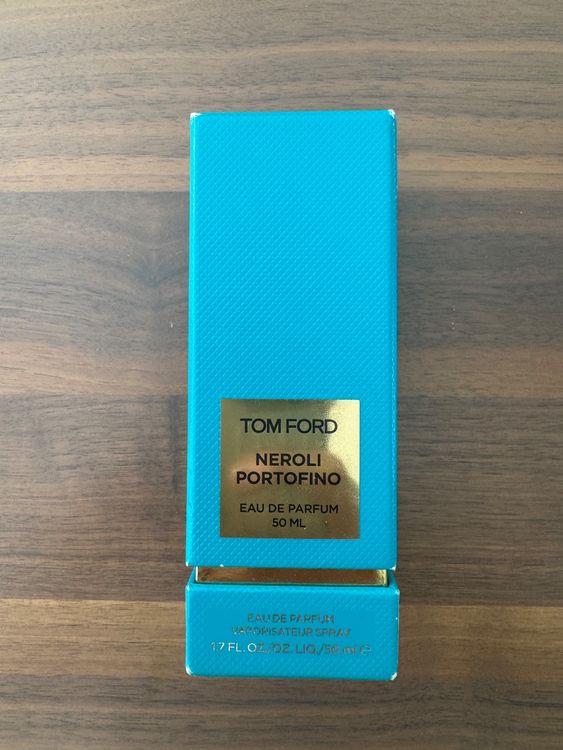 TOM FORD
NEROLI
PORTOFINO
EAU DE PARFUM
50 ML
EAU DE PARFUM
VAPORISATEUR SPRAY
1.7 FL. OZ./OZ. LIQ./50 ml ℮